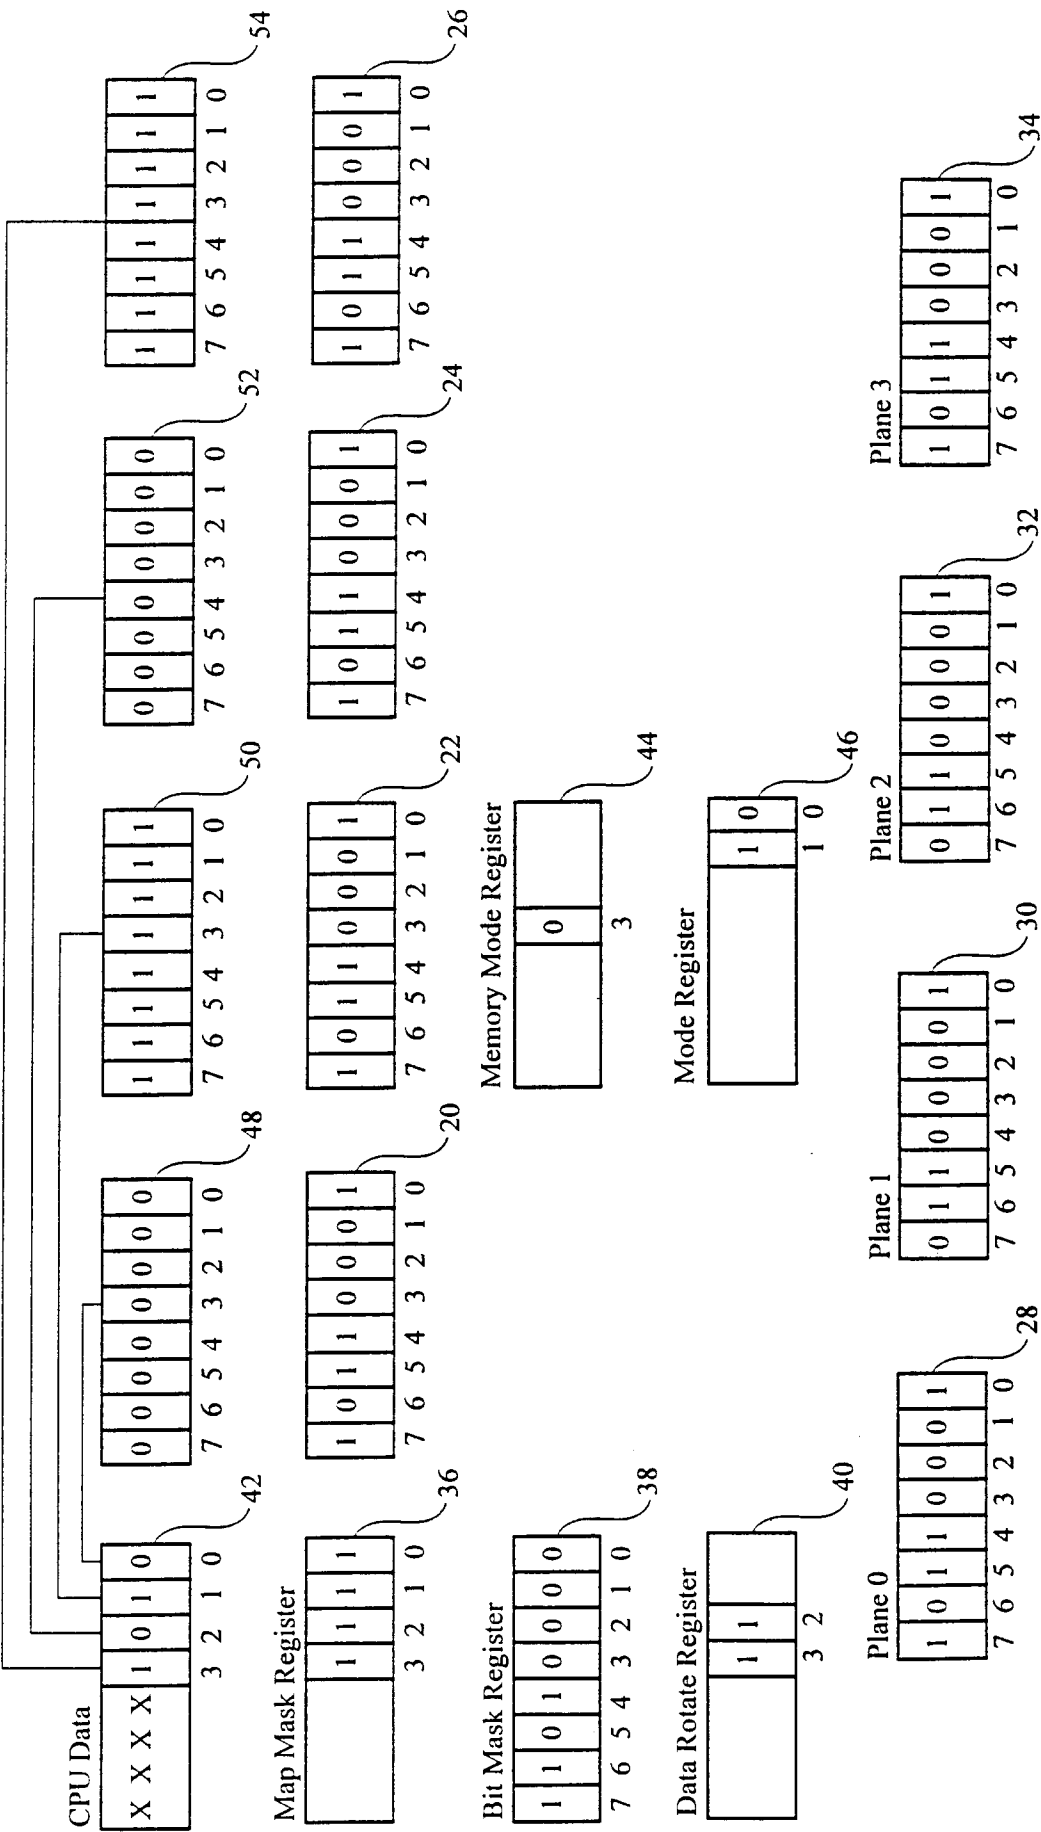 CPU Data
X X X X 1 0 1 0
3 2 1 0
42
0 0 0 0 0 0 0 0
7 6 5 4 3 2 1 0
48
1 1 1 1 1 1 1 1
7 6 5 4 3 2 1 0
50
0 0 0 0 0 0 0 0
7 6 5 4 3 2 1 0
52
1 1 1 1 1 1 1 1
7 6 5 4 3 2 1 0
54
Map Mask Register
1 1 1 1
3 2 1 0
36
1 0 1 1 0 0 0 1
7 6 5 4 3 2 1 0
20
1 0 1 1 0 0 0 1
7 6 5 4 3 2 1 0
22
1 0 1 1 0 0 0 1
7 6 5 4 3 2 1 0
24
1 0 1 1 0 0 0 1
7 6 5 4 3 2 1 0
26
Bit Mask Register
1 1 0 1 0 0 0 0
7 6 5 4 3 2 1 0
38
Memory Mode Register
0
3
44
Data Rotate Register
1 1
3 2
40
Mode Register
1 0
1 0
46
Plane 0
1 0 1 1 0 0 0 1
7 6 5 4 3 2 1 0
28
Plane 1
0 1 1 0 0 0 0 1
7 6 5 4 3 2 1 0
30
Plane 2
0 1 1 0 0 0 0 1
7 6 5 4 3 2 1 0
32
Plane 3
1 0 1 1 0 0 0 1
7 6 5 4 3 2 1 0
34